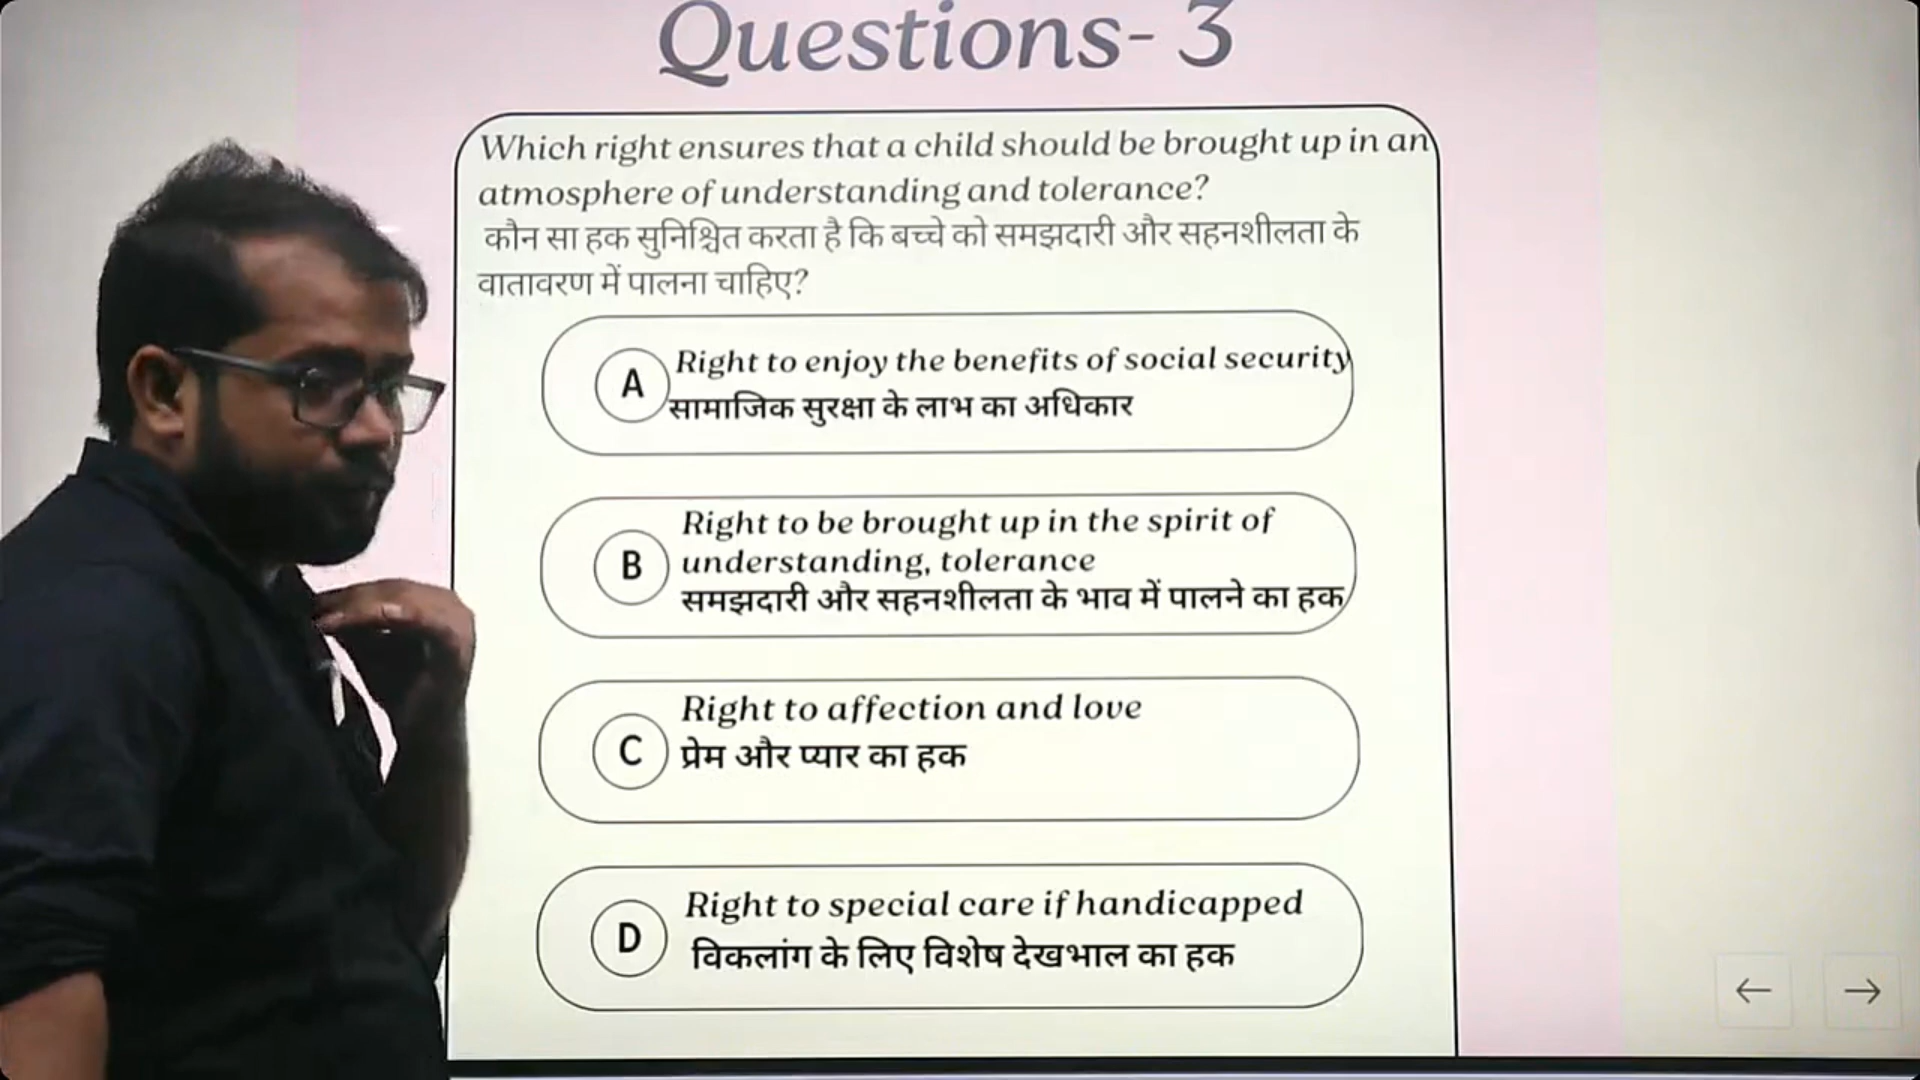 Questions- 3
Which right ensures that a child should be brought up in an
atmosphere of understanding and tolerance?
कौन सा हक सुनिश्चित करता है कि बच्चे को समझदारी और सहनशीलता के
वातावरण में पालना चाहिए?
A
Right to enjoy the benefits of social security
सामाजिक सुरक्षा के लाभ का अधिकार
B
Right to be brought up in the spirit of
understanding, tolerance
समझदारी और सहनशीलता के भाव में पालने का हक
C
Right to affection and love
प्रेम और प्यार का हक
D
Right to special care if handicapped
विकलांग के लिए विशेष देखभाल का हक